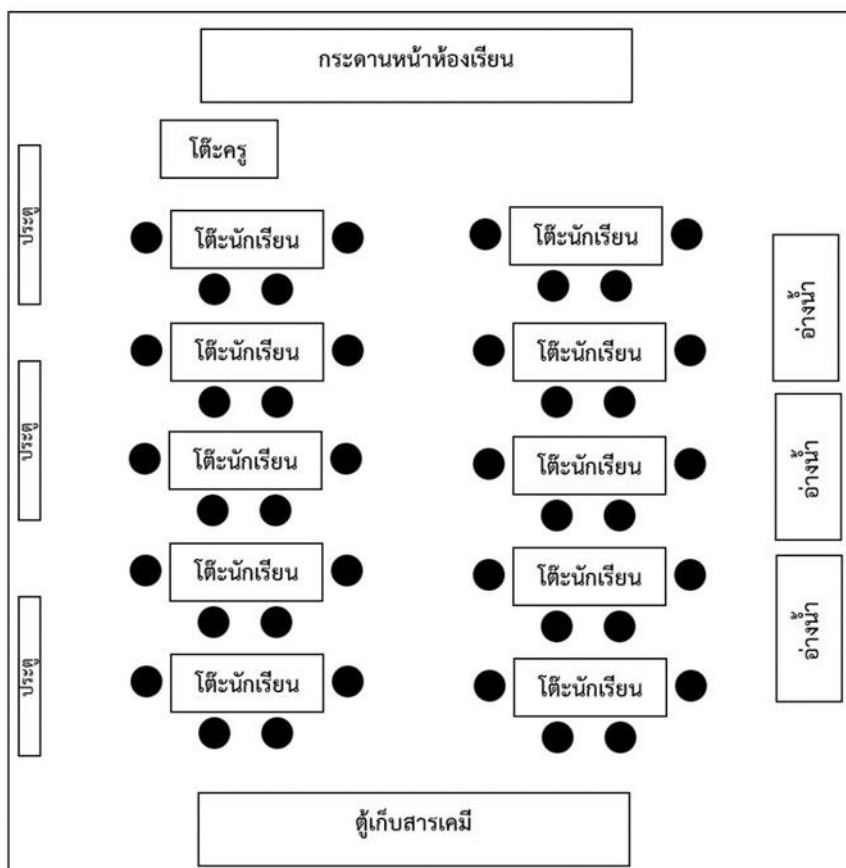 กระดานหน้าห้องเรียน
โต๊ะครู
ประตู
โต๊ะนักเรียน
โต๊ะนักเรียน
อ่างน้ำ
โต๊ะนักเรียน
โต๊ะนักเรียน
ประตู
โต๊ะนักเรียน
โต๊ะนักเรียน
อ่างน้ำ
โต๊ะนักเรียน
โต๊ะนักเรียน
อ่างน้ำ
ประตู
โต๊ะนักเรียน
โต๊ะนักเรียน
ตู้เก็บสารเคมี